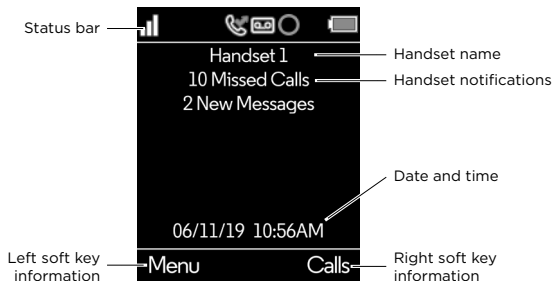 Status bar
Handset 1
Handset name
10 Missed Calls
Handset notifications
2 New Messages
Date and time
06/11/19 10:56AM
Left soft key
information
Menu
Calls
Right soft key
information